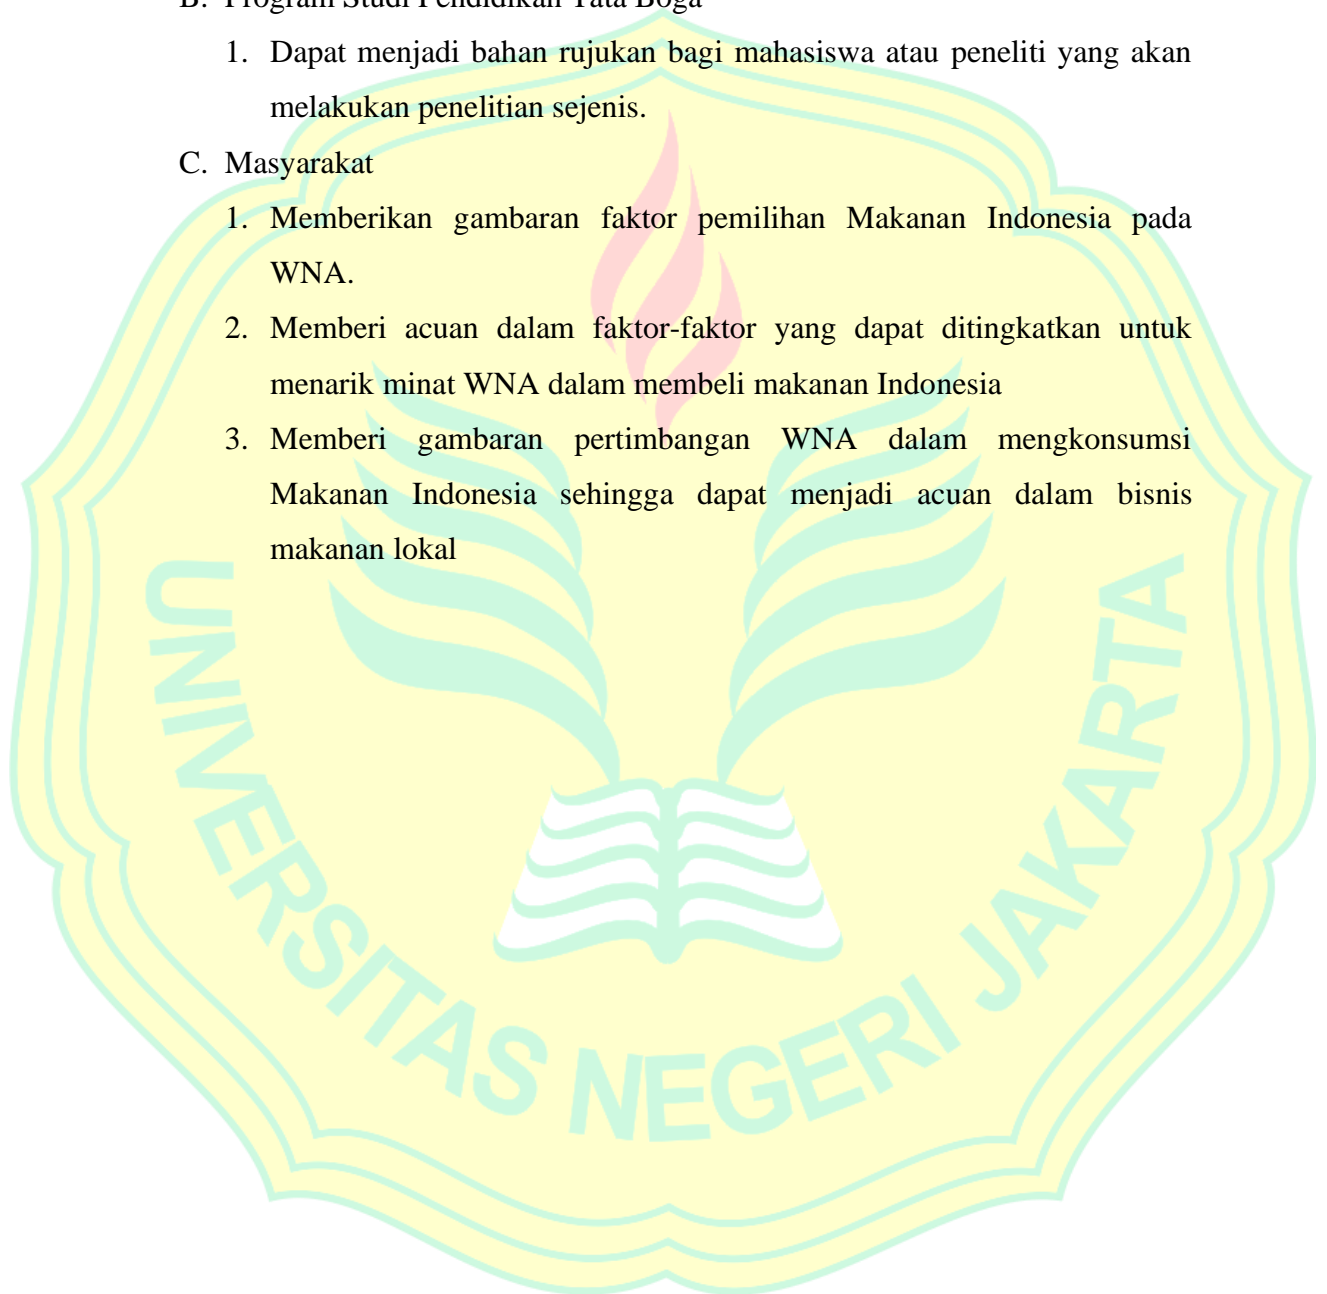 B. Program Studi Pendidikan Tata Boga
1. Dapat menjadi bahan rujukan bagi mahasiswa atau peneliti yang akan
melakukan penelitian sejenis.
C. Masyarakat
1. Memberikan gambaran faktor pemilihan Makanan Indonesia pada
WNA.
2. Memberi acuan dalam faktor-faktor yang dapat ditingkatkan untuk
menarik minat WNA dalam membeli makanan Indonesia
3. Memberi gambaran pertimbangan WNA dalam mengkonsumsi
Makanan Indonesia sehingga dapat menjadi acuan dalam bisnis
makanan lokal
UNIVERSITAS NEGERI JAKARTA